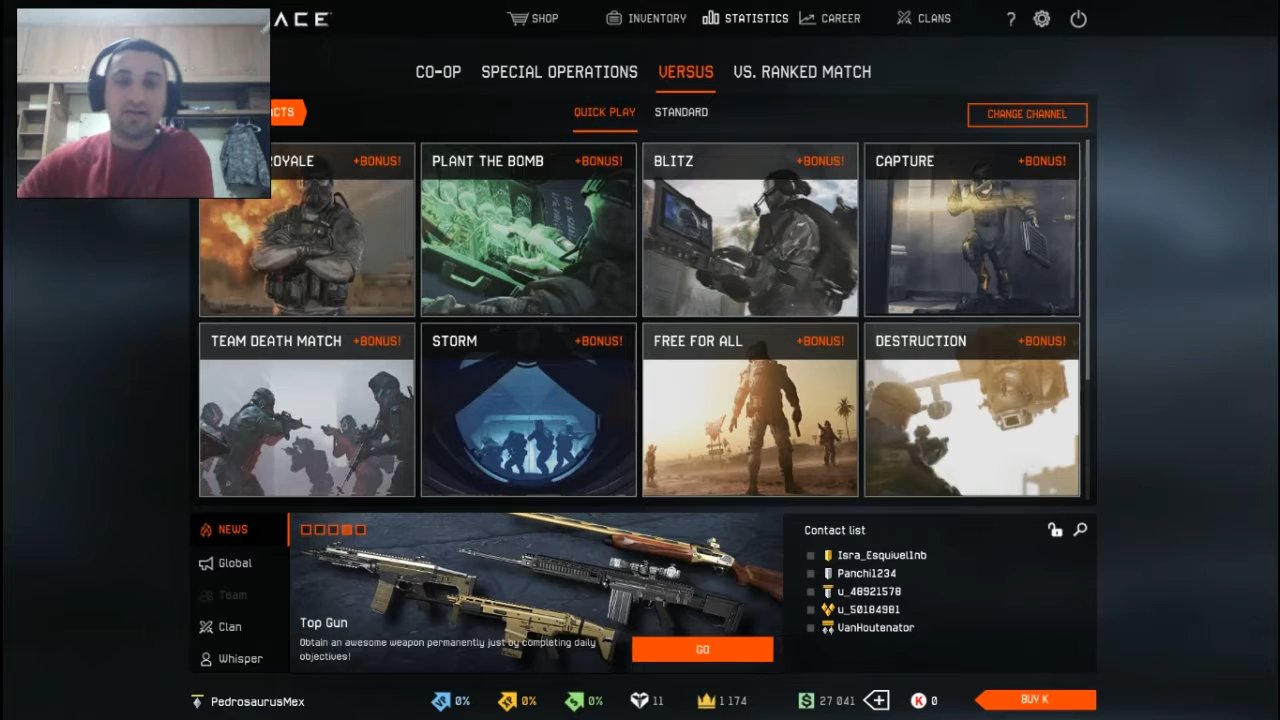 ACE
SHOP
INVENTORY
STATISTICS
CAREER
CLANS
?
CO-OP
SPECIAL OPERATIONS
VERSUS
VS. RANKED MATCH
CTS
QUICK PLAY
STANDARD
CHANGE CHANNEL
ROYALE +BONUS!
PLANT THE BOMB +BONUS!
BLITZ +BONUS!
CAPTURE +BONUS!
TEAM DEATH MATCH +BONUS!
STORM +BONUS!
FREE FOR ALL +BONUS!
DESTRUCTION +BONUS!
NEWS
Global
Team
Clan
Whisper
Top Gun
Obtain an awesome weapon permanently just by completing daily
objectives!
GO
Contact list
Isra_Esquivel1nb
Panchi234
u_48921578
u_50184981
VanHoutenator
PedrosaurusMex
0%
0%
0%
11
1 174
27 041
K 0
BUY K